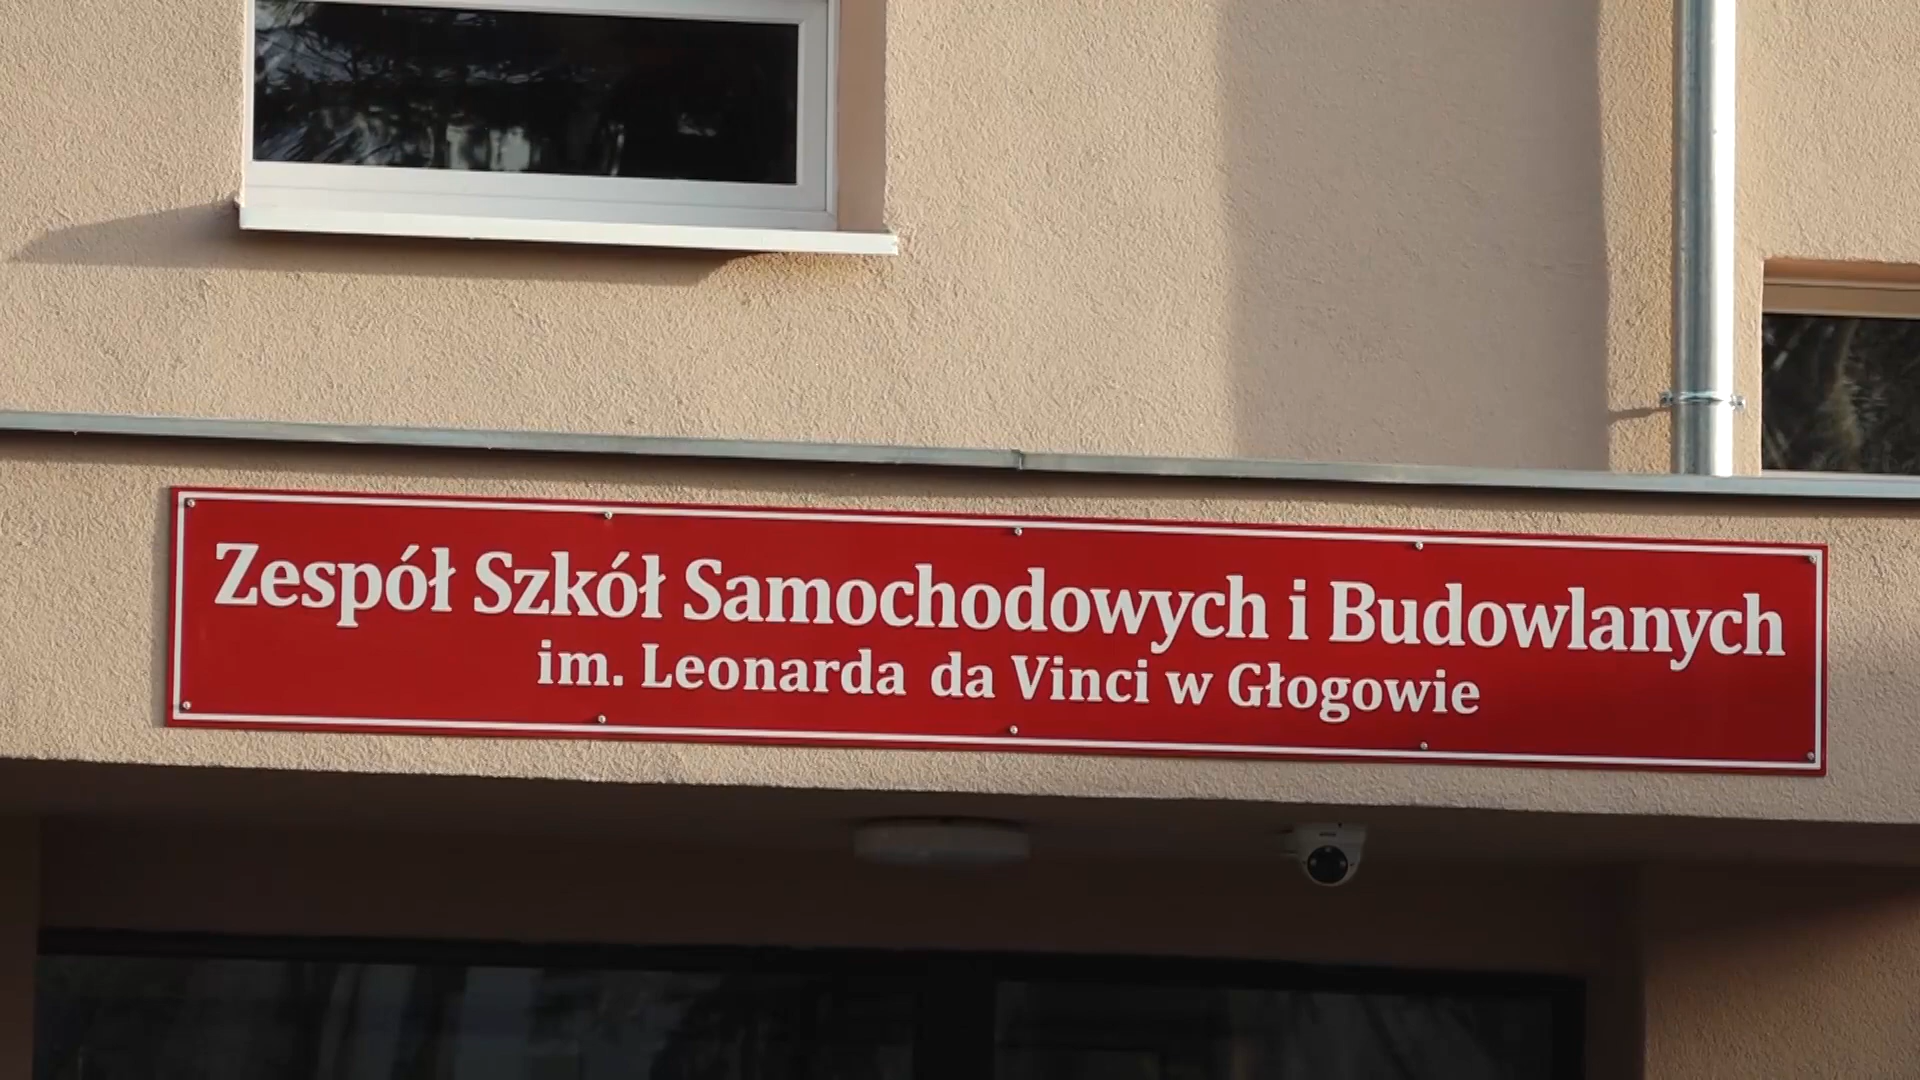 Zespół Szkół Samochodowych i Budowlanych
im. Leonarda da Vinci w Głogowie